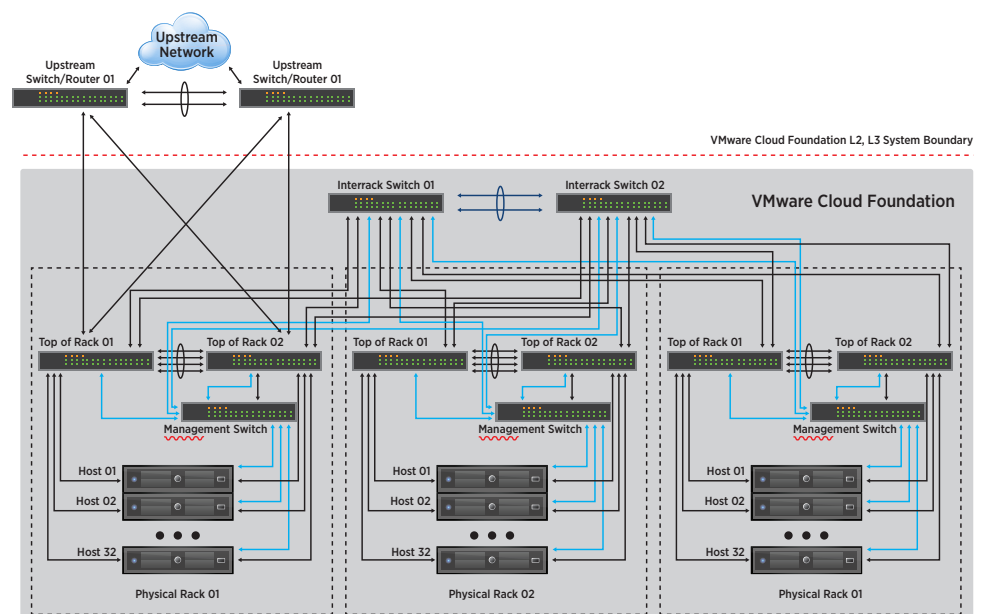 Upstream
Network
Upstream
Switch/Router 01
Upstream
Switch/Router 01
VMware Cloud Foundation L2, L3 System Boundary
Interrack Switch 01
Interrack Switch 02
VMware Cloud Foundation
Top of Rack 01
Top of Rack 02
Top of Rack 01
Top of Rack 02
Top of Rack 01
Top of Rack 02
Management Switch
Management Switch
Management Switch
Host 01
Host 01
Host 01
Host 02
Host 02
Host 02
Host 32
Host 32
Host 32
Physical Rack 01
Physical Rack 02
Physical Rack 01